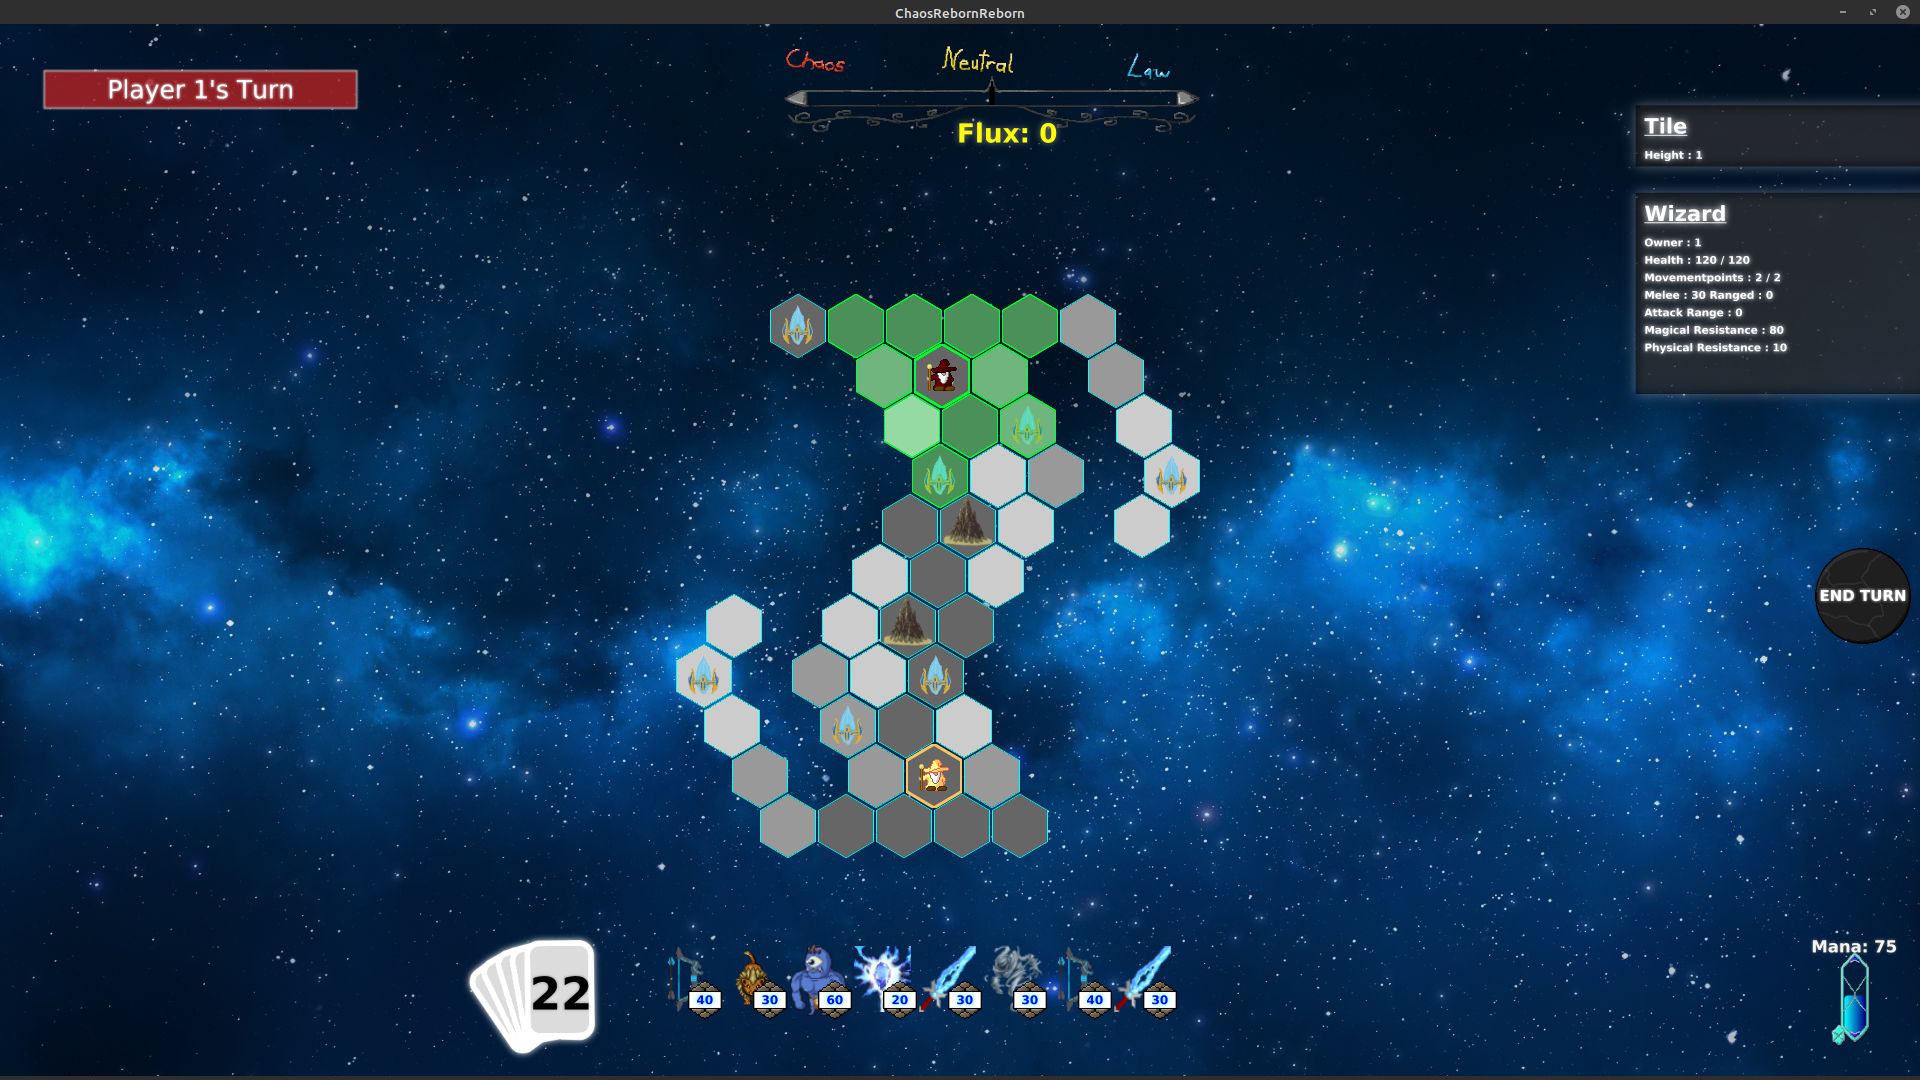 ChaosRebornReborn
Chaos
Neutral
Law
Player 1's Turn
Flux: 0
Tile
Height : 1
Wizard
Owner : 1
Health : 120 / 120
Movementpoints : 2 / 2
Melee : 30 Ranged : 0
Attack Range : 0
Magical Resistance : 80
Physical Resistance : 10
END TURN
22
40
30
60
20
30
30
40
30
Mana: 75